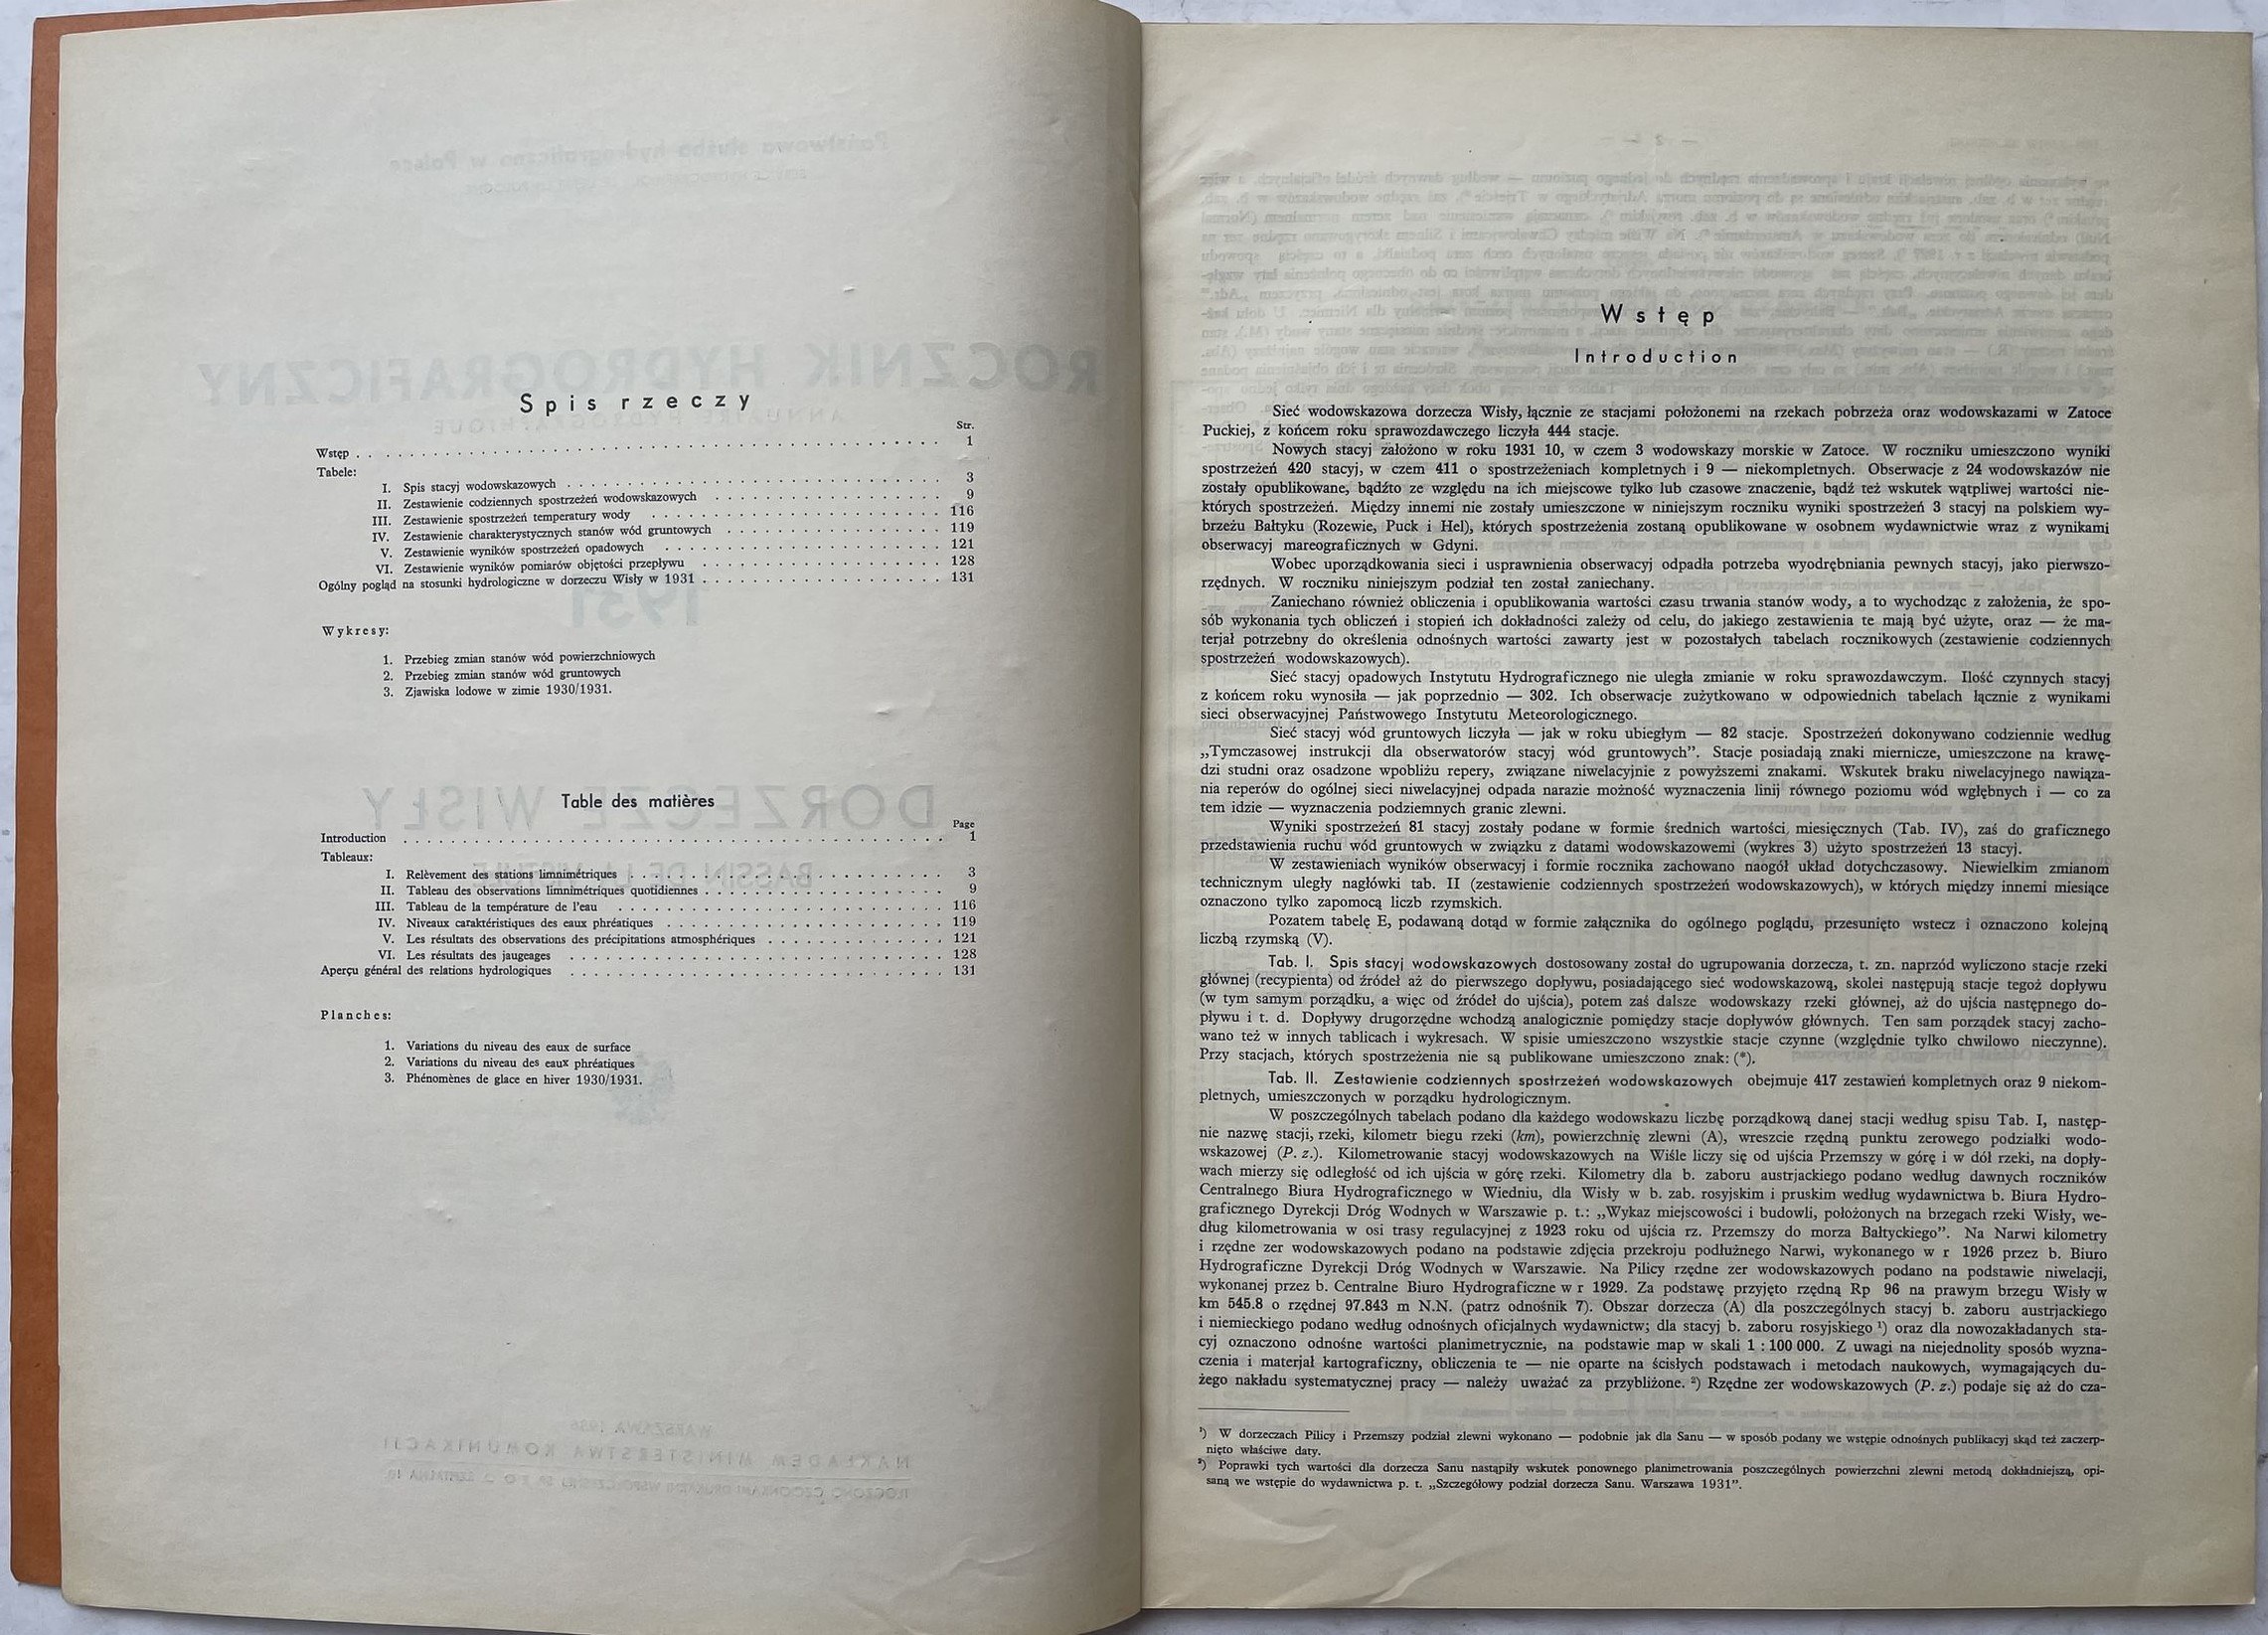 Spis rzeczy
Str.
Wstęp . . . . . . . . . . 1
Tabele:
I. Spis stacyj wodowskazowych . . . . . . . . . . 3
II. Zestawienie codziennych spostrzeżeń wodowskazowych . . . . . . . . . . 9
III. Zestawienie spostrzeżeń temperatury wody . . . . . . . . . . 116
IV. Zestawienie charakterystycznych stanów wód gruntowych . . . . . . . . . . 119
V. Zestawienie wyników spostrzeżeń opadowych . . . . . . . . . . 121
VI. Zestawienie wyników pomiarów objętości przepływu . . . . . . . . . . 128
Ogólny pogląd na stosunki hydrologiczne w dorzeczu Wisły w 1931 . . . . . . . . . . 131
Wykresy:
1. Przebieg zmian stanów wód powierzchniowych
2. Przebieg zmian stanów wód gruntowych
3. Zjawiska lodowe w zimie 1930/1931.
Table des matières
Page
Introduction . . . . . . . . . . 1
Tableaux:
I. Relèvement des stations limnimétriques . . . . . . . . . . 3
II. Tableau des observations limnimétriques quotidiennes . . . . . . . . . . 9
III. Tableau de la température de l'eau . . . . . . . . . . 116
IV. Niveaux caraktéristiques des eaux phréatiques . . . . . . . . . . 119
V. Les résultats des observations des précipitations atmosphériques . . . . . . . . . . 121
VI. Les résultats des jaugeages . . . . . . . . . . 128
Aperçu général des relations hydrologiques . . . . . . . . . . 131
Planches:
1. Variations du niveau des eaux de surface
2. Variations du niveau des eaux phréatiques
3. Phénomènes de glace en hiver 1930/1931.
Wstęp
Introduction
Sieć wodowskazowa dorzecza Wisły, łącznie ze stacjami położonemi na rzekach pobrzeża oraz wodowskazami w Zatoce
Puckiej, z końcem roku sprawozdawczego liczyła 444 stacje.
Nowych stacyj założono w roku 1931 10, w czem 3 wodowskazy morskie w Zatoce. W roczniku umieszczono wyniki
spostrzeżeń 420 stacyj, w czem 411 o spostrzeżeniach kompletnych i 9 — niekompletnych. Obserwacje z 24 wodowskazów nie
zostały opublikowane, bądźto ze względu na ich miejscowe tylko lub czasowe znaczenie, bądź też wskutek wątpliwej wartości nie-
których spostrzeżeń. Między innemi nie zostały umieszczone w niniejszym roczniku wyniki spostrzeżeń 3 stacyj na polskiem wy-
brzeżu Bałtyku (Rozewie, Puck i Hel), których spostrzeżenia zostaną opublikowane w osobnem wydawnictwie wraz z wynikami
obserwacyj mareograficznych w Gdyni.
Wobec uporządkowania sieci i usprawnienia obserwacyj odpadła potrzeba wyodrębniania pewnych stacyj, jako pierwszo-
rzędnych. W roczniku niniejszym podział ten został zaniechany.
Zaniechano również obliczenia i opublikowania wartości czasu trwania stanów wody, a to wychodząc z założenia, że spo-
sób wykonania tych obliczeń i stopień ich dokładności zależy od celu, do jakiego zestawienia te mają być użyte, oraz — że ma-
terjał potrzebny do określenia odnośnych wartości zawarty jest w pozostałych tabelach rocznikowych (zestawienie codziennych
spostrzeżeń wodowskazowych).
Sieć stacyj opadowych Instytutu Hydrograficznego nie uległa zmianie w roku sprawozdawczym. Ilość czynnych stacyj
z końcem roku wynosiła — jak poprzednio — 302. Ich obserwacje zużytkowano w odpowiednich tabelach łącznie z wynikami
sieci obserwacyjnej Państwowego Instytutu Meteorologicznego.
Sieć stacyj wód gruntowych liczyła — jak w roku ubiegłym — 82 stacje. Spostrzeżeń dokonywano codziennie według
„Tymczasowej instrukcji dla obserwatorów stacyj wód gruntowych”. Stacje posiadają znaki miernicze, umieszczone na krawę-
dzi studni oraz osadzone wpobliżu repery, związane niwelacyjnie z powyższemi znakami. Wskutek braku niwelacyjnego nawiąza-
nia reperów do ogólnej sieci niwelacyjnej odpada narazie możność wyznaczenia linij równego poziomu wód wgłębnych i — co za
tem idzie — wyznaczenia podziemnych granic zlewni.
Wyniki spostrzeżeń 81 stacyj zostały podane w formie średnich wartości miesięcznych (Tab. IV), zaś do graficznego
przedstawienia ruchu wód gruntowych w związku z datami wodowskazowemi (wykres 3) użyto spostrzeżeń 13 stacyj.
W zestawieniach wyników obserwacyj i formie rocznika zachowano naogół układ dotychczasowy. Niewielkim zmianom
technicznym uległy nagłówki tab. II (zestawienie codziennych spostrzeżeń wodowskazowych), w których między innemi miesiące
oznaczono tylko zapomocą liczb rzymskich.
Pozatem tabelę E, podawaną dotąd w formie załącznika do ogólnego poglądu, przesunięto wstecz i oznaczono kolejną
liczbą rzymską (V).
Tab. I. Spis stacyj wodowskazowych dostosowany został do ugrupowania dorzecza, t. zn. naprzód wyliczono stacje rzeki
głównej (recypienta) od źródeł aż do pierwszego dopływu, posiadającego sieć wodowskazową, skolei następują stacje tegoż dopływu
(w tym samym porządku, a więc od źródeł do ujścia), potem zaś dalsze wodowskazy rzeki głównej, aż do ujścia następnego do-
pływu i t. d. Dopływy drugorzędne wchodzą analogicznie pomiędzy stacje dopływów głównych. Ten sam porządek stacyj zacho-
wano też w innych tablicach i wykresach. W spisie umieszczono wszystkie stacje czynne (względnie tylko chwilowo nieczynne).
Przy stacjach, których spostrzeżenia nie są publikowane umieszczono znak: (*).
Tab. II. Zestawienie codziennych spostrzeżeń wodowskazowych obejmuje 417 zestawień kompletnych oraz 9 niekom-
pletnych, umieszczonych w porządku hydrologicznym.
W poszczególnych tabelach podano dla każdego wodowskazu liczbę porządkową danej stacji według spisu Tab. I, następ-
nie nazwę stacji, rzeki, kilometr biegu rzeki (km), powierzchnię zlewni (A), wreszcie rzędną punktu zerowego podziałki wodo-
wskazowej (P. z.). Kilometrowanie stacyj wodowskazowych na Wiśle liczy się od ujścia Przemszy w górę i w dół rzeki, na dopły-
wach mierzy się odległość od ich ujścia w górę rzeki. Kilometry dla b. zaboru austrjackiego podano według dawnych roczników
Centralnego Biura Hydrograficznego w Wiedniu, dla Wisły w b. zab. rosyjskim i pruskim według wydawnictwa b. Biura Hydro-
graficznego Dyrekcji Dróg Wodnych w Warszawie p. t.: „Wykaz miejscowości i budowli, położonych na brzegach rzeki Wisły, we-
dług kilometrowania w osi trasy regulacyjnej z 1923 roku od ujścia rz. Przemszy do morza Bałtyckiego”. Na Narwi kilometry
i rzędne zer wodowskazowych podano na podstawie zdjęcia przekroju podłużnego Narwi, wykonanego w r 1926 przez b. Biuro
Hydrograficzne Dyrekcji Dróg Wodnych w Warszawie. Na Pilicy rzędne zer wodowskazowych podano na podstawie niwelacji,
wykonanej przez b. Centralne Biuro Hydrograficzne w r 1929. Za podstawę przyjęto rzędną Rp 96 na prawym brzegu Wisły w
km 545.8 o rzędnej 97.843 m N.N. (patrz odnośnik 7). Obszar dorzecza (A) dla poszczególnych stacyj b. zaboru austrjackiego
i niemieckiego podano według odnośnych oficjalnych wydawnictw; dla stacyj b. zaboru rosyjskiego ¹) oraz dla nowozakładanych sta-
cyj oznaczono odnośne wartości planimetrycznie, na podstawie map w skali 1 : 100 000. Z uwagi na niejednolity sposób wyzna-
czenia i materjał kartograficzny, obliczenia te — nie oparte na ścisłych podstawach i metodach naukowych, wymagających du-
żego nakładu systematycznej pracy — należy uważać za przybliżone. ²) Rzędne zer wodowskazowych (P. z.) podaje się aż do cza-
¹) W dorzeczach Pilicy i Przemszy podział zlewni wykonano — podobnie jak dla Sanu — w sposób podany we wstępie odnośnych publikacyj skąd też zaczerp-
nięto właściwe daty.
²) Poprawki tych wartości dla dorzecza Sanu nastąpiły wskutek ponownego planimetrowania poszczególnych powierzchni zlewni metodą dokładniejszą, opi-
saną we wstępie do wydawnictwa p. t. „Szczegółowy podział dorzecza Sanu. Warszawa 1931”.